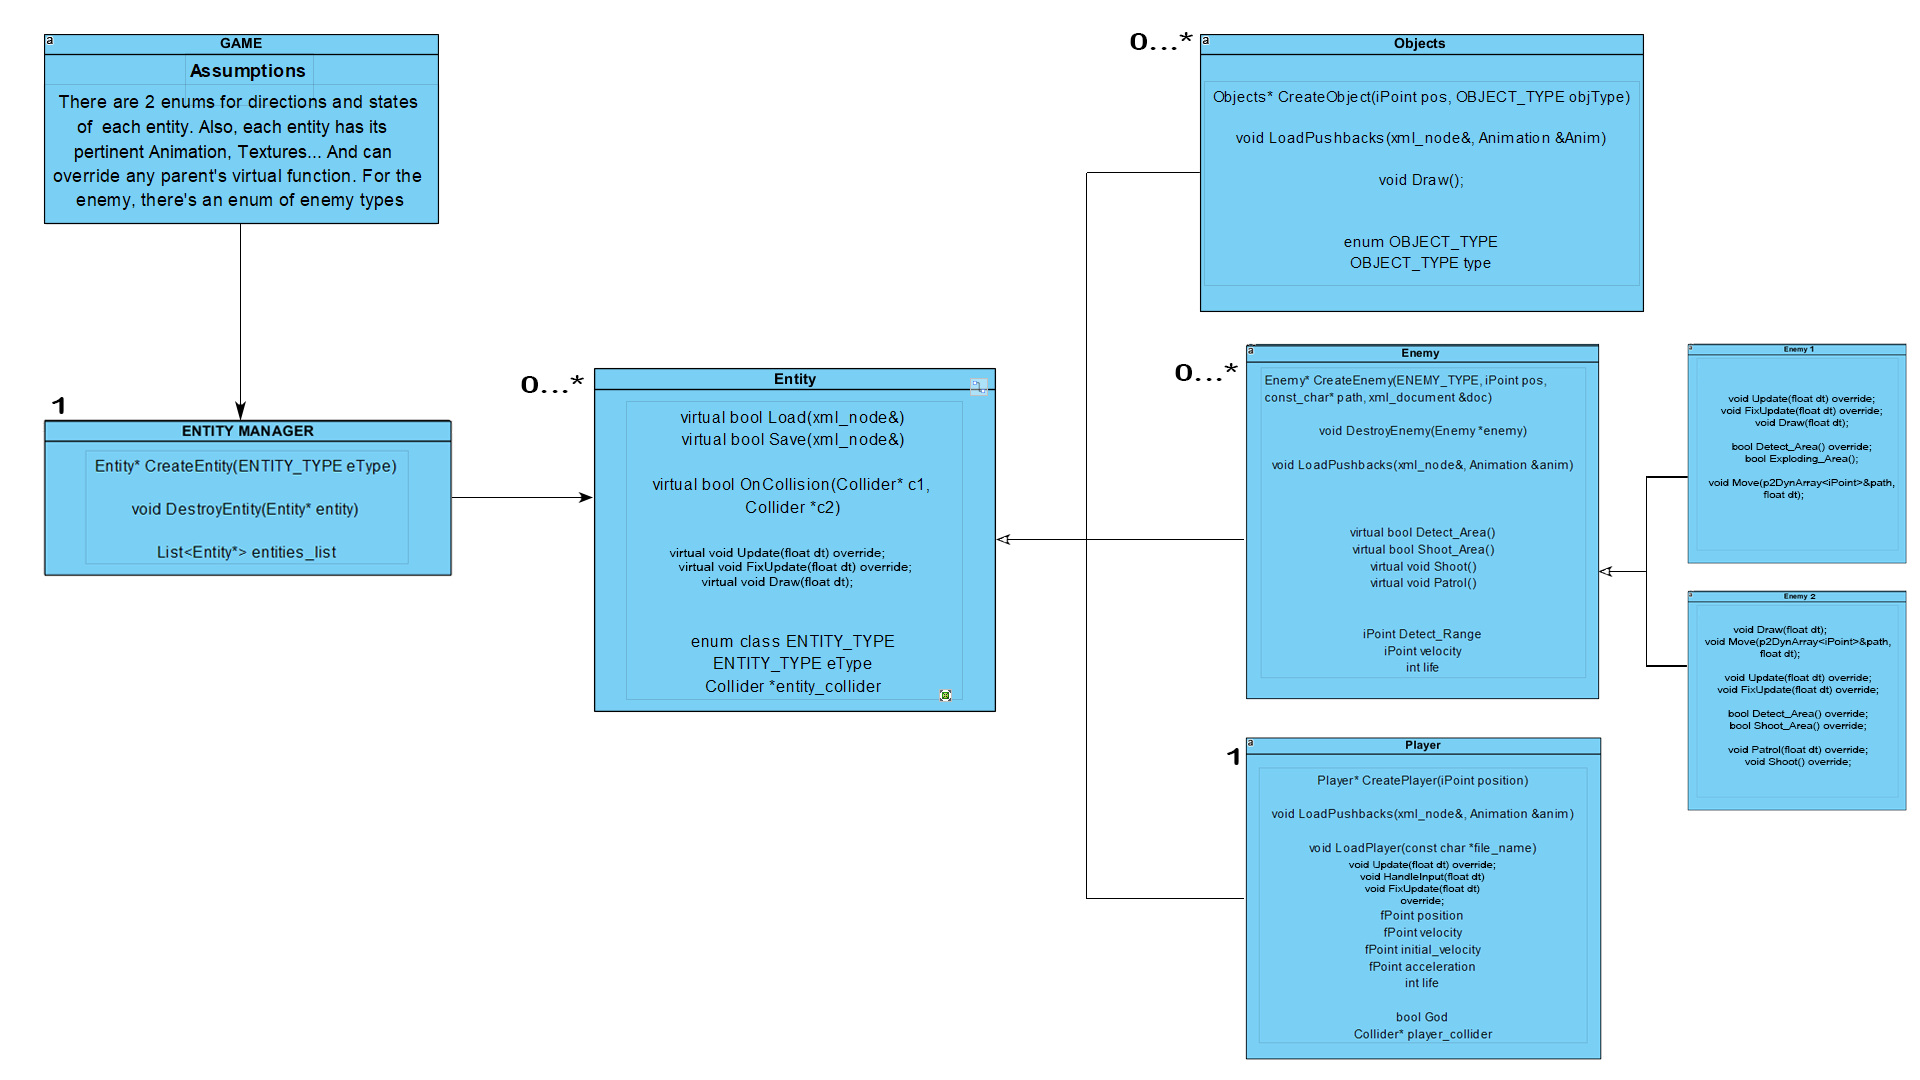 a
GAME
Assumptions
There are 2 enums for directions and states
of each entity. Also, each entity has its
pertinent Animation, Textures... And can
override any parent's virtual function. For the
enemy, there's an enum of enemy types
1
ENTITY MANAGER
Entity* CreateEntity(ENTITY_TYPE eType)
void DestroyEntity(Entity* entity)
List<Entity*> entities_list
0...*
Entity
virtual bool Load(xml_node&)
virtual bool Save(xml_node&)
virtual bool OnCollision(Collider* c1,
Collider *c2)
virtual void Update(float dt) override;
virtual void FixUpdate(float dt) override;
virtual void Draw(float dt);
enum class ENTITY_TYPE
ENTITY_TYPE eType
Collider *entity_collider
0...*
a
Objects
Objects* CreateObject(iPoint pos, OBJECT_TYPE objType)
void LoadPushbacks(xml_node&, Animation &Anim)
void Draw();
enum OBJECT_TYPE
OBJECT_TYPE type
0...*
a
Enemy
Enemy* CreateEnemy(ENEMY_TYPE, iPoint pos,
const_char* path, xml_document &doc)
void DestroyEnemy(Enemy *enemy)
void LoadPushbacks(xml_node&, Animation &anim)
virtual bool Detect_Area()
virtual bool Shoot_Area()
virtual void Shoot()
virtual void Patrol()
iPoint Detect_Range
iPoint velocity
int life
1
a
Player
Player* CreatePlayer(iPoint position)
void LoadPushbacks(xml_node&, Animation &anim)
void LoadPlayer(const char *file_name)
void Update(float dt) override;
void HandleInput(float dt)
void FixUpdate(float dt)
override;
fPoint position
fPoint velocity
fPoint initial_velocity
fPoint acceleration
int life
bool God
Collider* player_collider
a
Enemy 1
void Update(float dt) override;
void FixUpdate(float dt) override;
void Draw(float dt);
bool Detect_Area() override;
bool Exploding_Area();
void Move(p2DynArray<iPoint>&path,
float dt);
a
Enemy 2
void Draw(float dt);
void Move(p2DynArray<iPoint>&path,
float dt);
void Update(float dt) override;
void FixUpdate(float dt) override;
bool Detect_Area() override;
bool Shoot_Area() override;
void Patrol(float dt) override;
void Shoot() override;